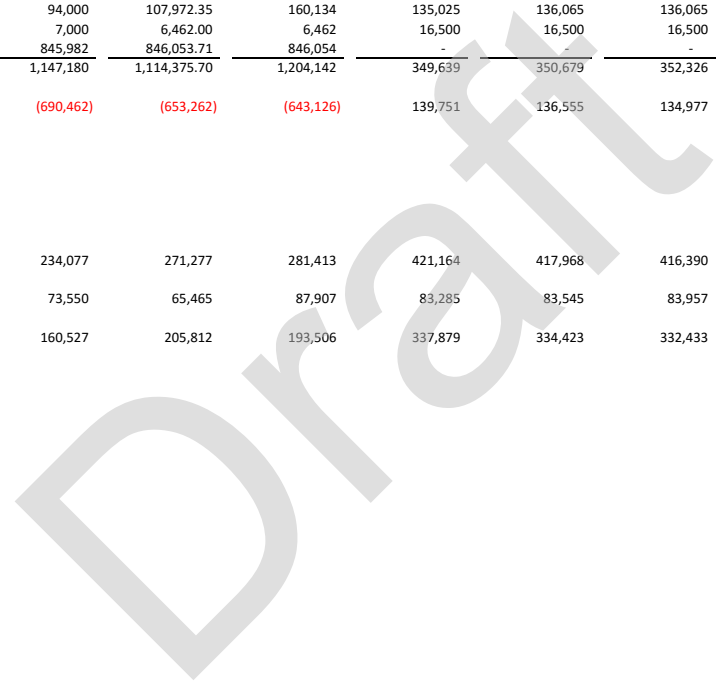 94,000 107,972.35 160,134 135,025 136,065 136,065
7,000 6,462.00 6,462 16,500 16,500 16,500
845,982 846,053.71 846,054 - - -
1,147,180 1,114,375.70 1,204,142 349,639 350,679 352,326
(690,462) (653,262) (643,126) 139,751 136,555 134,977
234,077 271,277 281,413 421,164 417,968 416,390
73,550 65,465 87,907 83,285 83,545 83,957
160,527 205,812 193,506 337,879 334,423 332,433
Draft